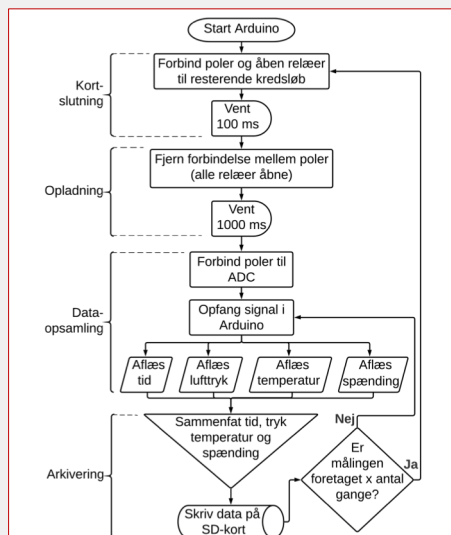 Start Arduino
Kort-
slutning
Forbind poler og åben relæer
til resterende kredsløb
Vent
100 ms
Opladning
Fjern forbindelse mellem poler
(alle relæer åbne)
Vent
1000 ms
Data-
opsamling
Forbind poler til
ADC
Opfang signal i
Arduino
Aflæs
tid
Aflæs
lufttryk
Aflæs
temperatur
Aflæs
spænding
Arkivering
Sammenfat tid, tryk
temperatur og
spænding
Nej
Er
målingen
foretaget x antal
gange?
Ja
Skriv data på
SD-kort